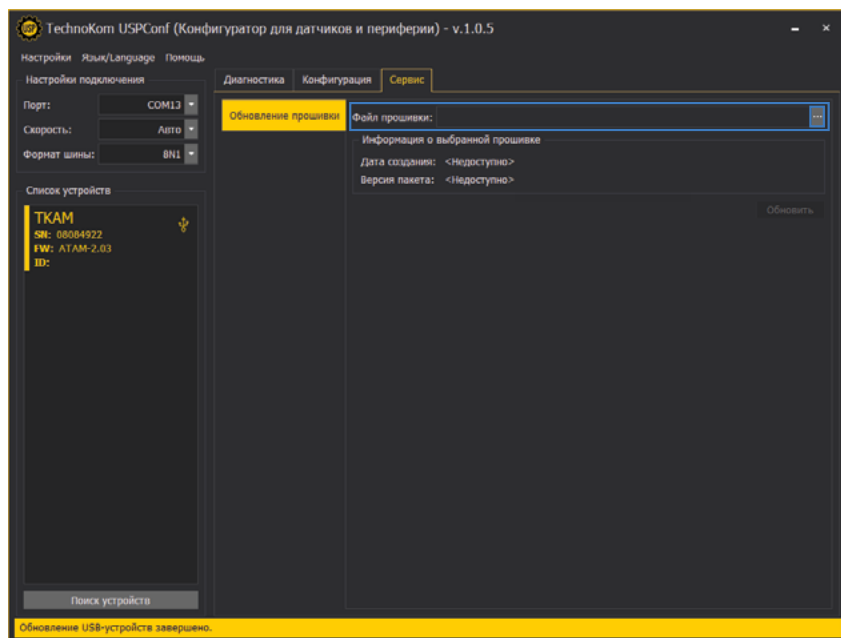 TechnoKom USPConf (Конфигуратор для датчиков и периферии) - v.1.0.5
Настройки Язык/Language Помощь
Настройки подключения
Порт: COM13
Скорость: Авто
Формат шины: 8N1
Список устройств
TKAM
SN: 08084922
FW: ATAM-2.03
ID:
Поиск устройств
Диагностика Конфигурация Сервис
Обновление прошивки
Файл прошивки: ...
Информация о выбранной прошивке
Дата создания: <Недоступно>
Версия пакета: <Недоступно>
Обновить
Обновление USB-устройств завершено.